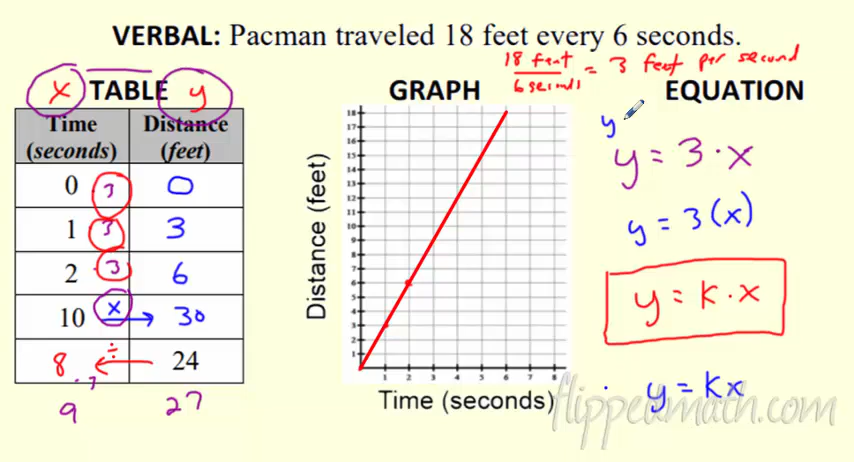 VERBAL: Pacman traveled 18 feet every 6 seconds.
18 feet
6 seconds
= 3 feet per second
x TABLE y
Time (seconds) Distance (feet)
0 3 0
1 3 3
2 ·3 6
10 x → 30
8 ÷ ← 24
9 ·3 27
GRAPH
Distance (feet)
18
17
16
15
14
13
12
11
10
9
8
7
6
5
4
3
2
1
1 2 3 4 5 6 7 8
Time (seconds)
EQUATION
y
y = 3 · x
y = 3(x)
y = k · x
y = kx
flippedmath.com